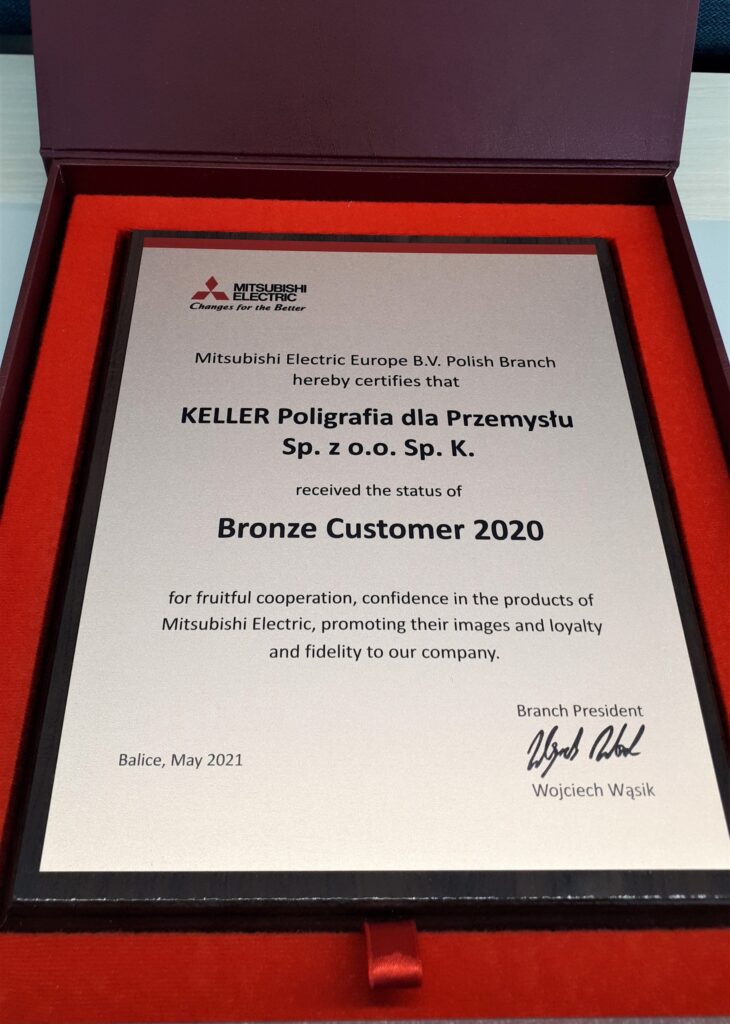 MITSUBISHI
ELECTRIC
Changes for the Better
Mitsubishi Electric Europe B.V. Polish Branch
hereby certifies that
KELLER Poligrafia dla Przemysłu
Sp. z o.o. Sp. K.
received the status of
Bronze Customer 2020
for fruitful cooperation, confidence in the products of
Mitsubishi Electric, promoting their images and loyalty
and fidelity to our company.
Branch President
Balice, May 2021
Wojciech Wąsik